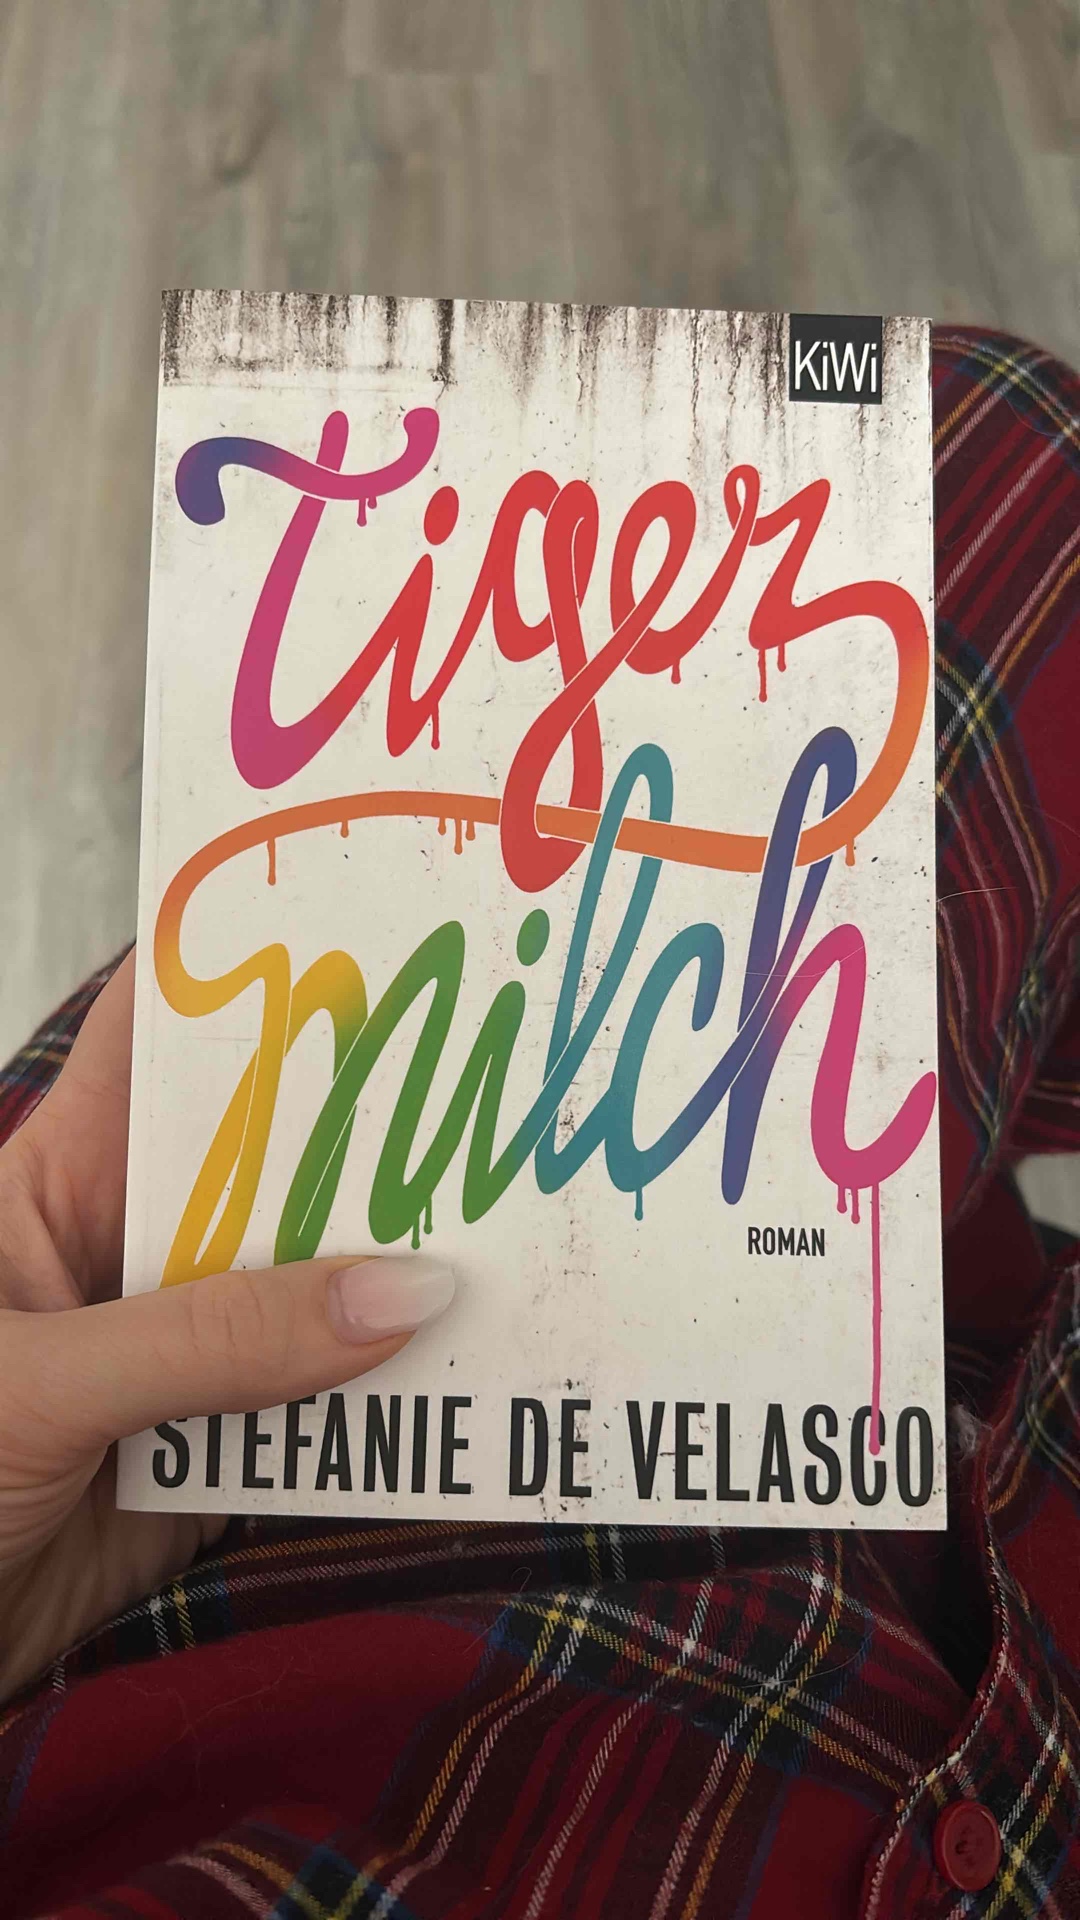 KiWi
Tiger
milch
ROMAN
STEFANIE DE VELASCO